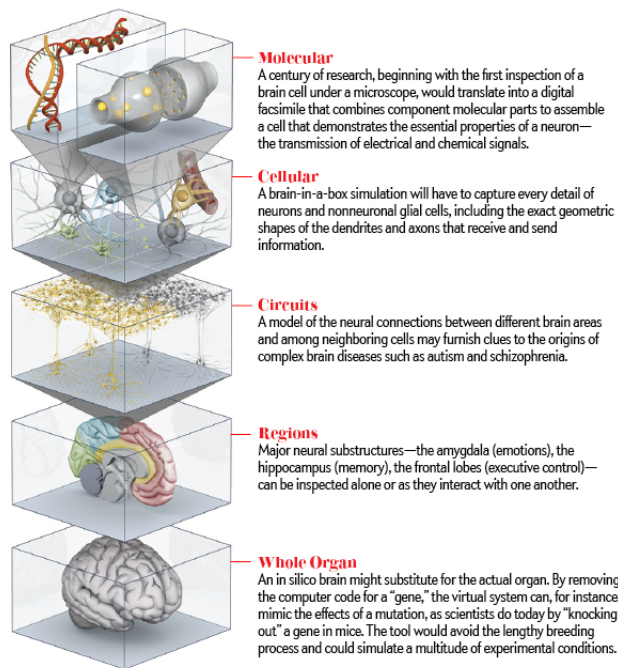 Molecular
A century of research, beginning with the first inspection of a
brain cell under a microscope, would translate into a digital
facsimile that combines component molecular parts to assemble
a cell that demonstrates the essential properties of a neuron—
the transmission of electrical and chemical signals.
Cellular
A brain-in-a-box simulation will have to capture every detail of
neurons and nonneuronal glial cells, including the exact geometric
shapes of the dendrites and axons that receive and send
information.
Circuits
A model of the neural connections between different brain areas
and among neighboring cells may furnish clues to the origins of
complex brain diseases such as autism and schizophrenia.
Regions
Major neural substructures—the amygdala (emotions), the
hippocampus (memory), the frontal lobes (executive control)—
can be inspected alone or as they interact with one another.
Whole Organ
An in silico brain might substitute for the actual organ. By removing
the computer code for a “gene,” the virtual system can, for instance,
mimic the effects of a mutation, as scientists do today by “knocking
out” a gene in mice. The tool would avoid the lengthy breeding
process and could simulate a multitude of experimental conditions.